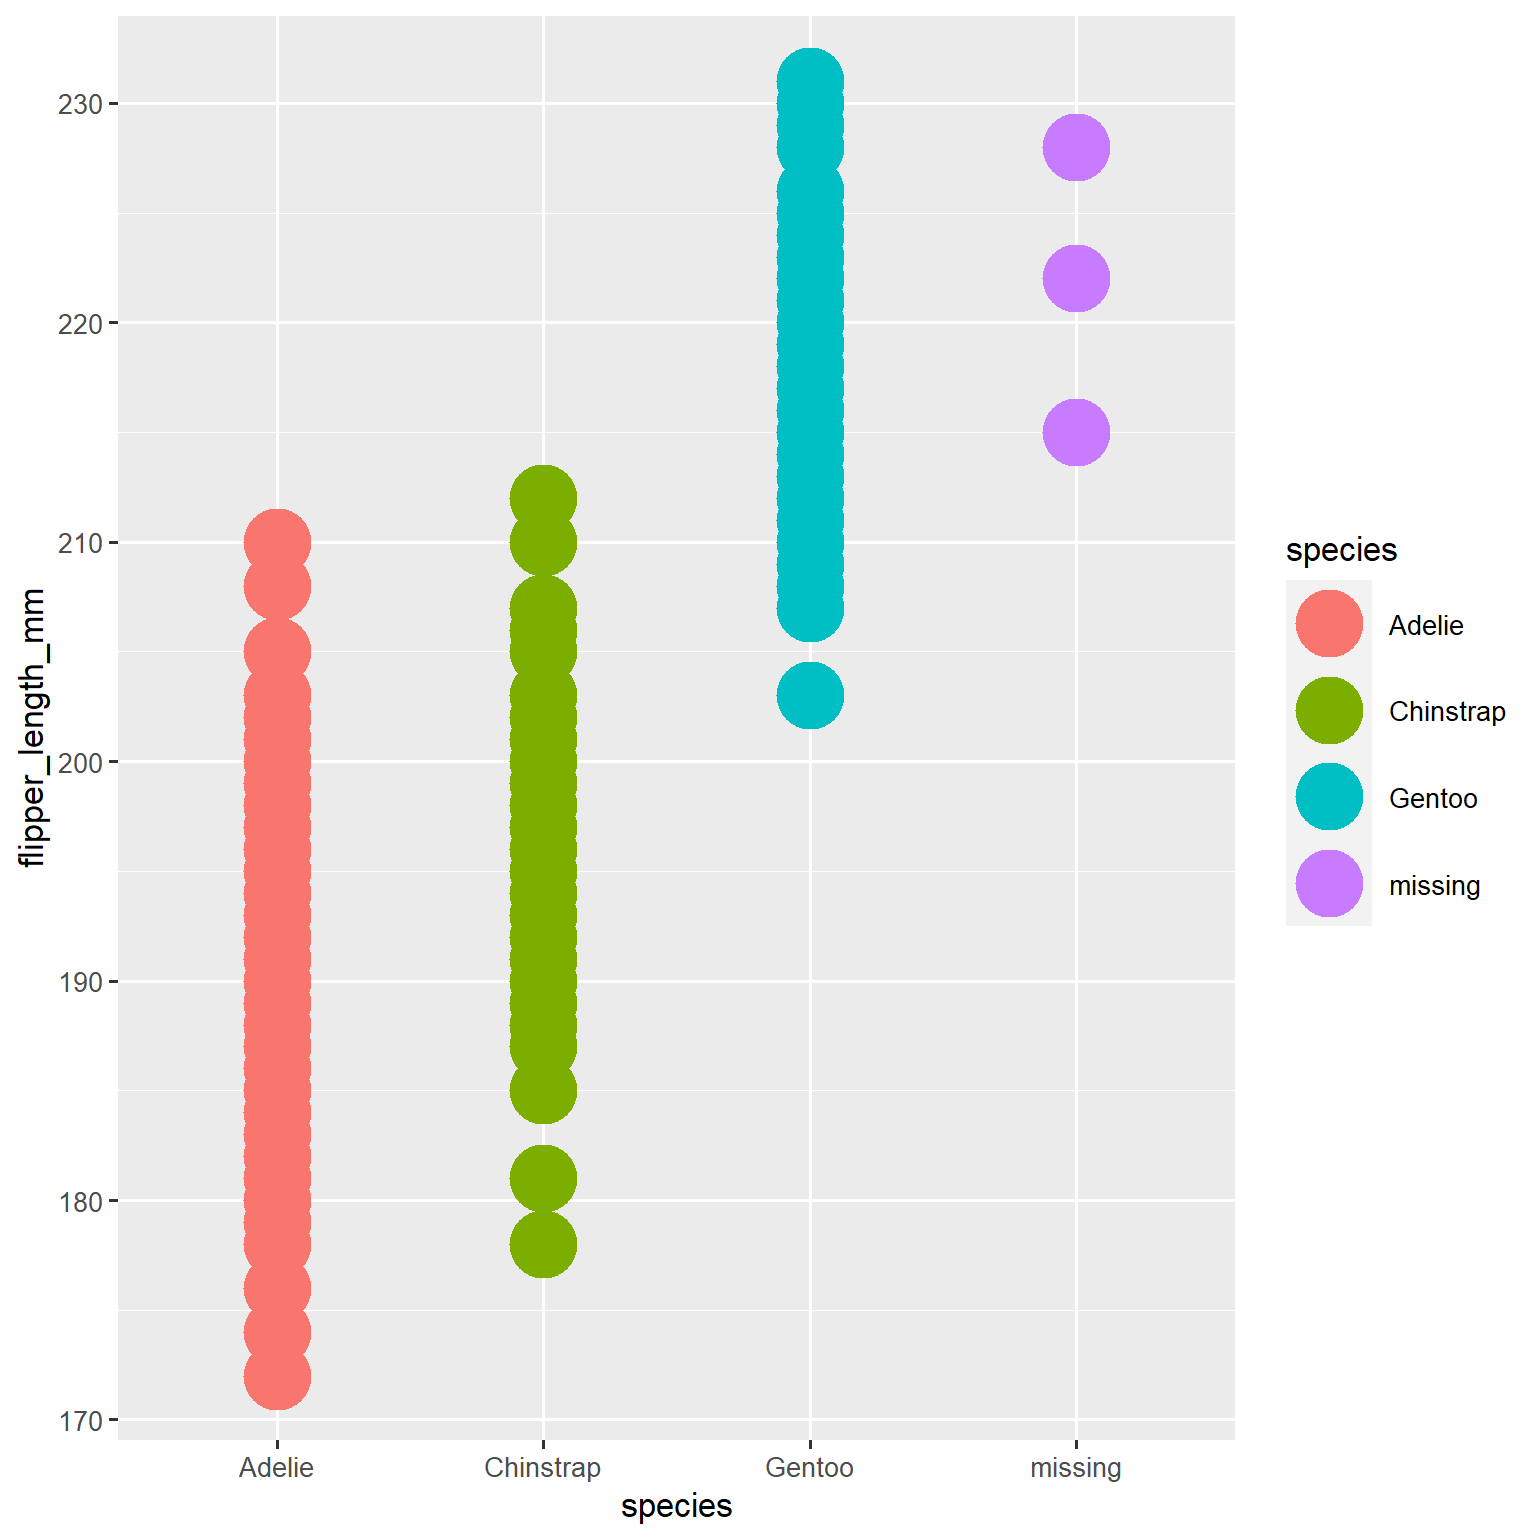 flipper_length_mm
230
220
210
200
190
180
170
Adelie
Chinstrap
Gentoo
missing
species
species
Adelie
Chinstrap
Gentoo
missing